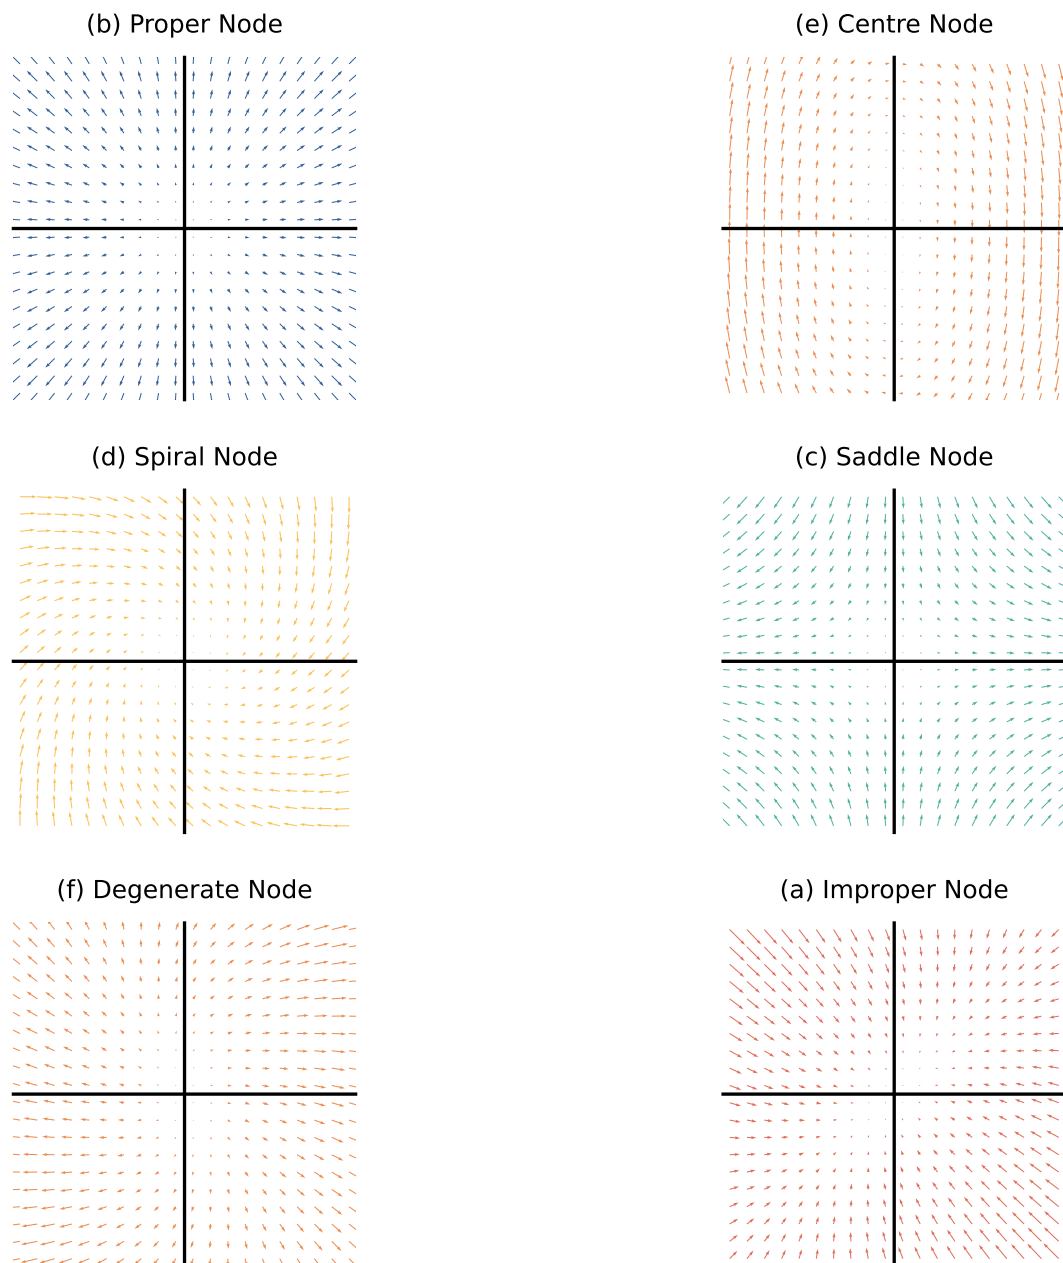 (b) Proper Node
(e) Centre Node
(d) Spiral Node
(c) Saddle Node
(f) Degenerate Node
(a) Improper Node